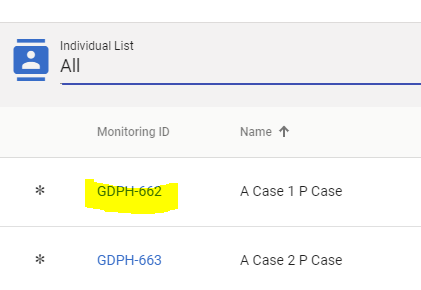 Individual List
All
Monitoring ID Name ↑
* GDPH-662 A Case 1 P Case
* GDPH-663 A Case 2 P Case